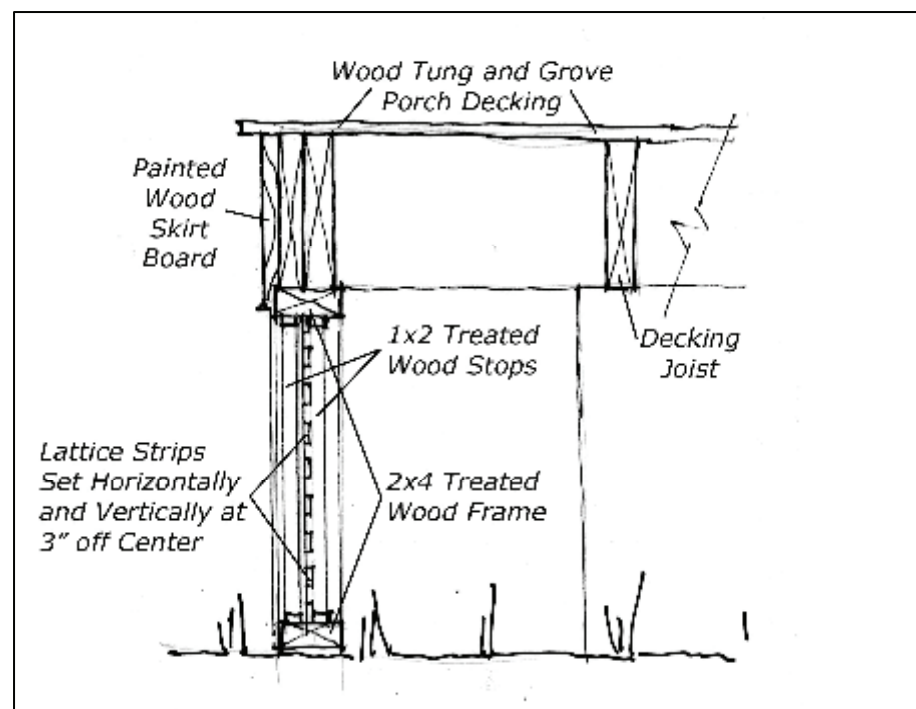 Wood Tung and Grove
Porch Decking
Painted
Wood
Skirt
Board
1x2 Treated
Wood Stops
Decking
Joist
Lattice Strips
Set Horizontally
and Vertically at
3" off Center
2x4 Treated
Wood Frame